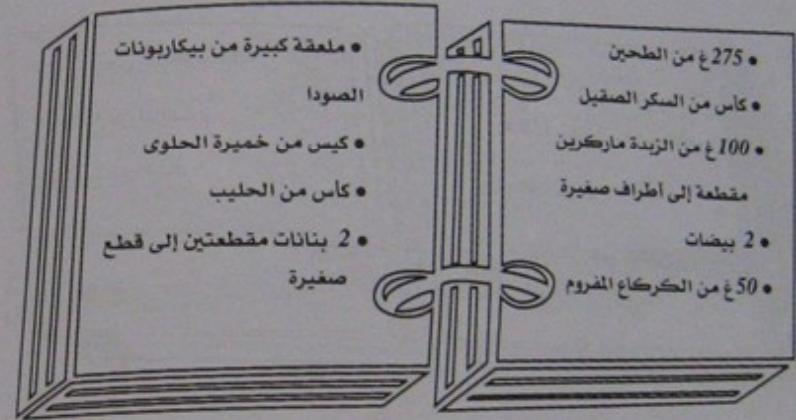 • 275 غ من الطحين
• كأس من السكر الصقيل
• 100 غ من الزبدة ماركرين
مقطعة إلى أطراف صغيرة
• 2 بيضات
• 50 غ من الكركاع المفروم
• ملعقة كبيرة من بيكاربونات
الصودا
• كيس من خميرة الحلوى
• كأس من الحليب
• 2 بنانات مقطعتين إلى قطع
صغيرة